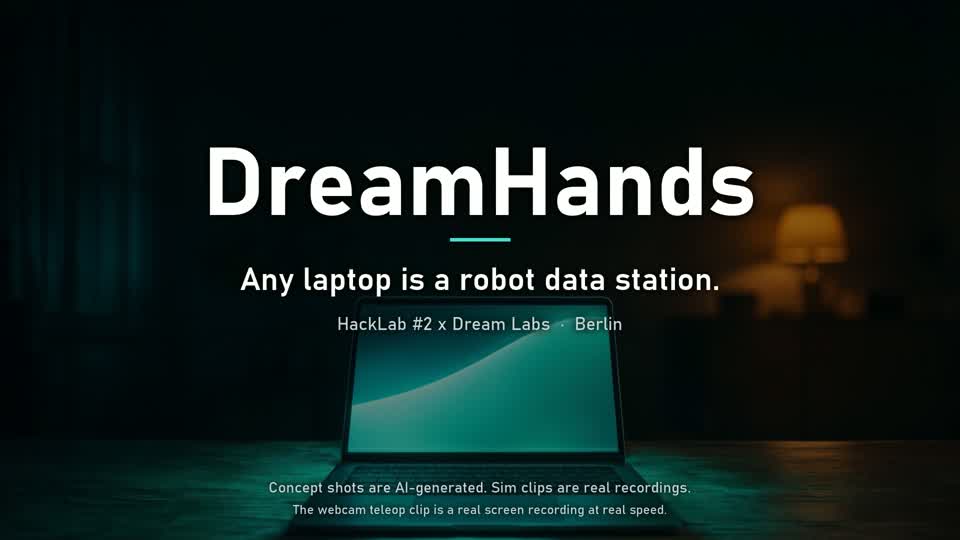 DreamHands
Any laptop is a robot data station.
HackLab #2 x Dream Labs · Berlin
Concept shots are AI-generated. Sim clips are real recordings.
The webcam teleop clip is a real screen recording at real speed.